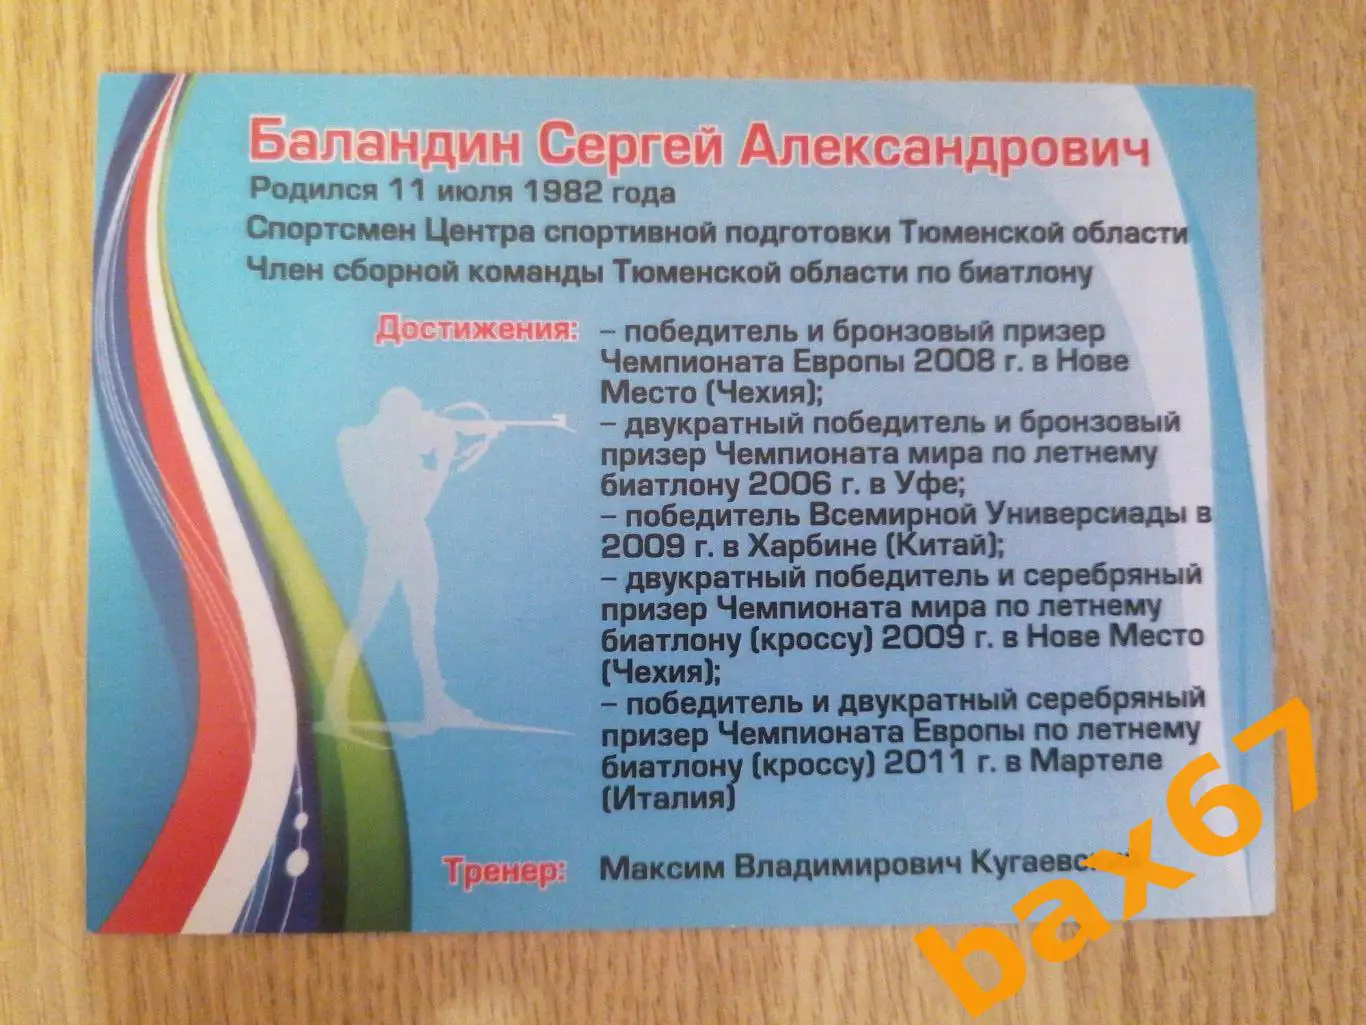 Баландин Сергей Александрович
Родился 11 июля 1982 года
Спортсмен Центра спортивной подготовки Тюменской области
Член сборной команды Тюменской области по биатлону
Достижения: – победитель и бронзовый призер
Чемпионата Европы 2008 г. в Нове
Место (Чехия);
– двукратный победитель и бронзовый
призер Чемпионата мира по летнему
биатлону 2006 г. в Уфе;
– победитель Всемирной Универсиады в
2009 г. в Харбине (Китай);
– двукратный победитель и серебряный
призер Чемпионата мира по летнему
биатлону (кроссу) 2009 г. в Нове Место
(Чехия);
– победитель и двукратный серебряный
призер Чемпионата Европы по летнему
биатлону (кроссу) 2011 г. в Мартеле
(Италия)
Тренер: Максим Владимирович Кугаевский
bax67